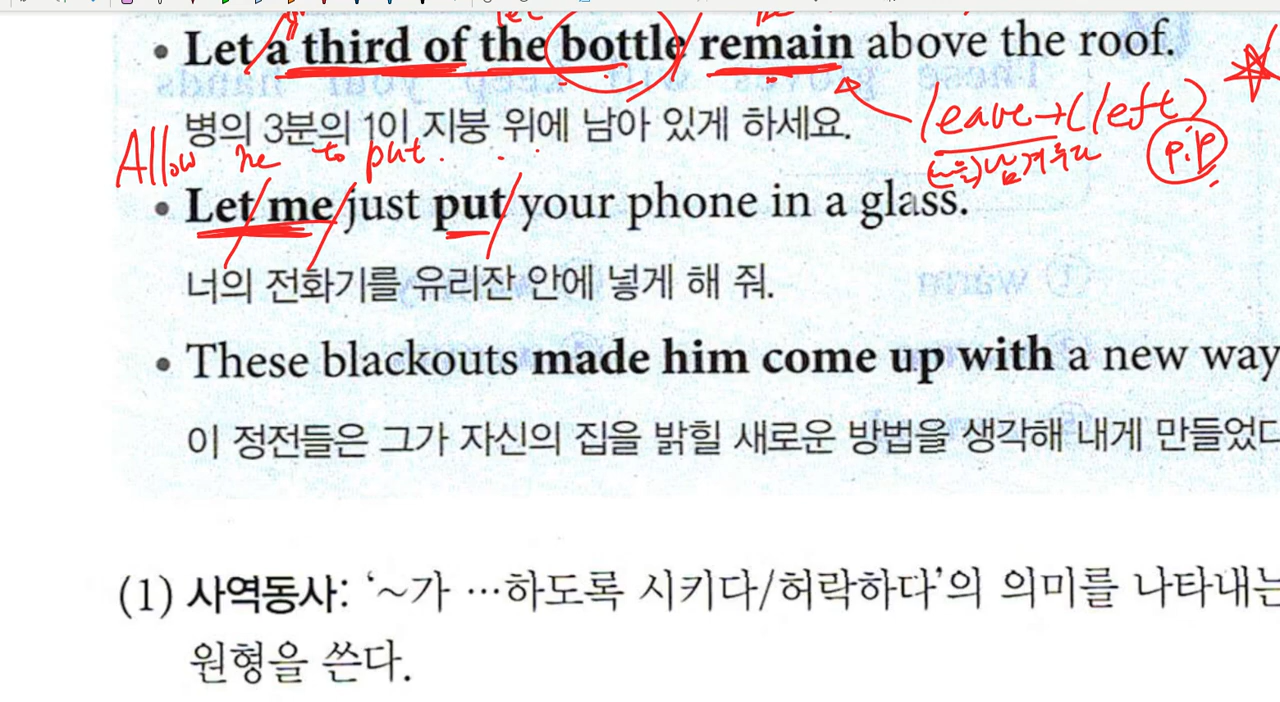 • Let a third of the bottle remain above the roof.
병의 3분의 1이 지붕 위에 남아 있게 하세요.
leave→(left)
(~을)남겨두다
p.p
Allow me to put.
• Let me just put your phone in a glass.
너의 전화기를 유리잔 안에 넣게 해 줘.
• These blackouts made him come up with a new way
이 정전들은 그가 자신의 집을 밝힐 새로운 방법을 생각해 내게 만들었다
(1) 사역동사: ‘~가 …하도록 시키다/허락하다’의 의미를 나타내는
원형을 쓴다.